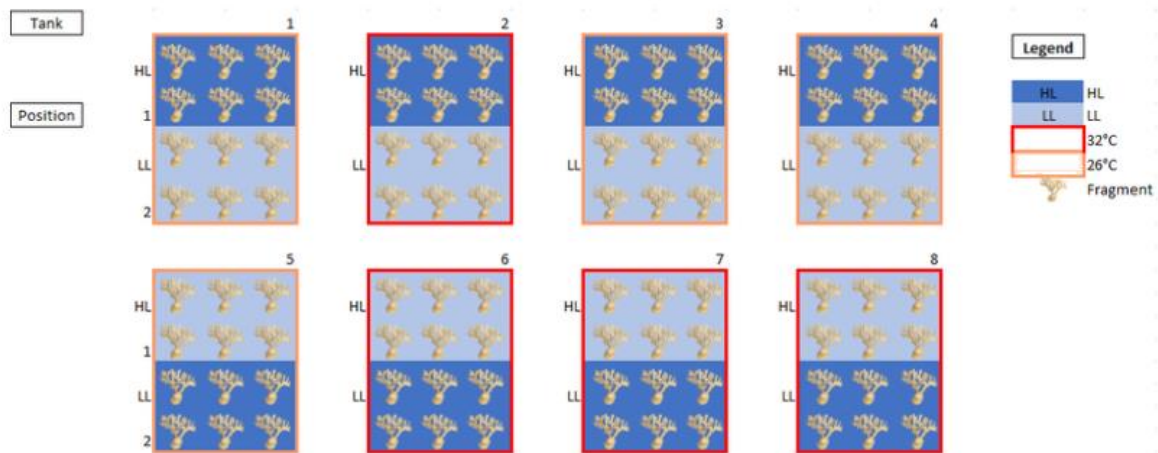 Tank 1 2 3 4
Legend
HL HL HL HL
HL HL
Position 1
LL LL
32°C
LL LL LL LL
26°C
Fragment
2
5 6 7 8
HL HL HL HL
1
LL LL LL LL
2